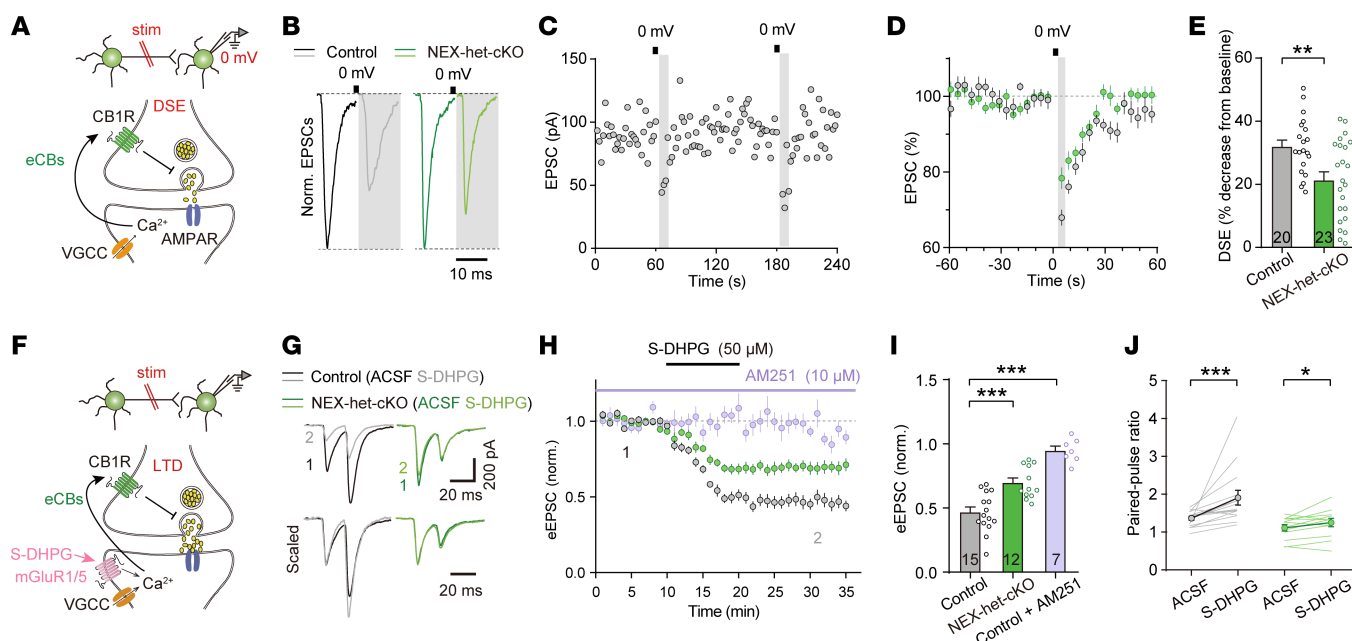 A
stim
0 mV
DSE
CB1R
eCBs
Ca²⁺
VGCC
AMPAR
B
Control
NEX-het-cKO
0 mV
0 mV
Norm. EPSCs
10 ms
C
0 mV
0 mV
EPSC (pA)
150
100
50
0
0
60
120
180
240
Time (s)
D
0 mV
EPSC (%)
100
80
60
-60
-30
0
30
60
Time (s)
E
DSE (% decrease from baseline)
60
40
20
0
**
20
23
Control
NEX-het-cKO
F
stim
LTD
CB1R
eCBs
S-DHPG
mGluR1/5
Ca²⁺
VGCC
G
Control (ACSF S-DHPG)
NEX-het-cKO (ACSF S-DHPG)
2
1
2
1
200 pA
20 ms
Scaled
20 ms
H
S-DHPG (50 μM)
AM251 (10 μM)
eEPSC (norm.)
1.0
0.5
0.0
1
2
0
5
10
15
20
25
30
35
Time (min)
I
eEPSC (norm.)
1.5
1.0
0.5
0.0
***
***
15
12
7
Control
NEX-het-cKO
Control + AM251
J
Paired-pulse ratio
5
4
3
2
1
0
***
*
ACSF
S-DHPG
ACSF
S-DHPG